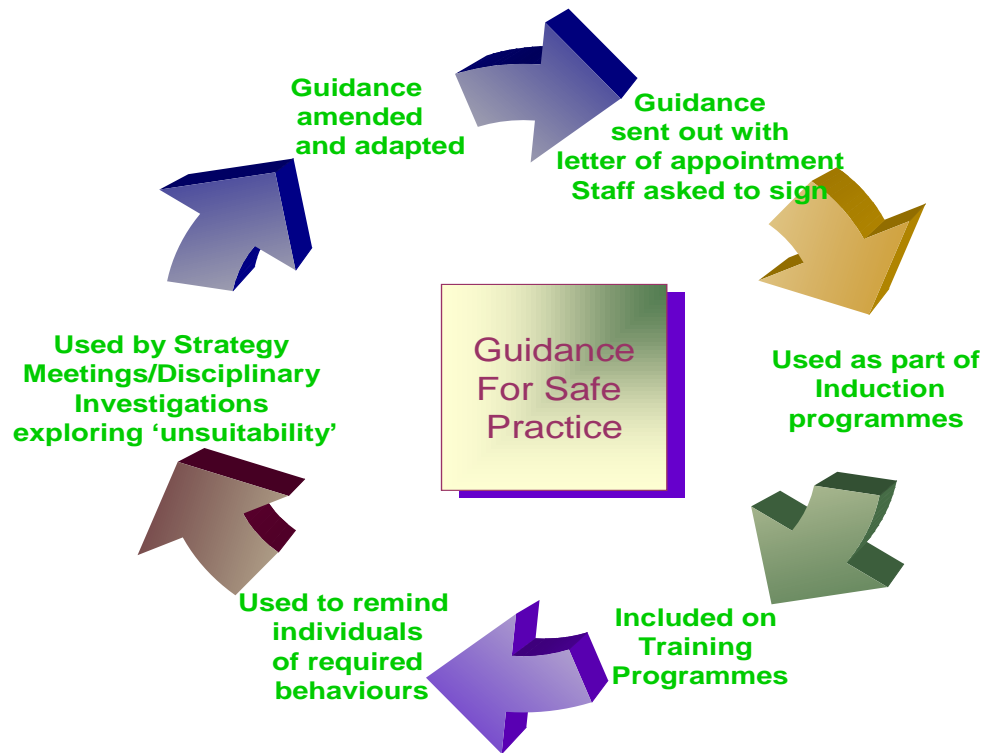 Guidance
amended
and adapted
Guidance
sent out with
letter of appointment
Staff asked to sign
Used as part of
Induction
programmes
Included on
Training
Programmes
Used to remind
individuals
of required
behaviours
Used by Strategy
Meetings/Disciplinary
Investigations
exploring ‘unsuitability’
Guidance
For Safe
Practice